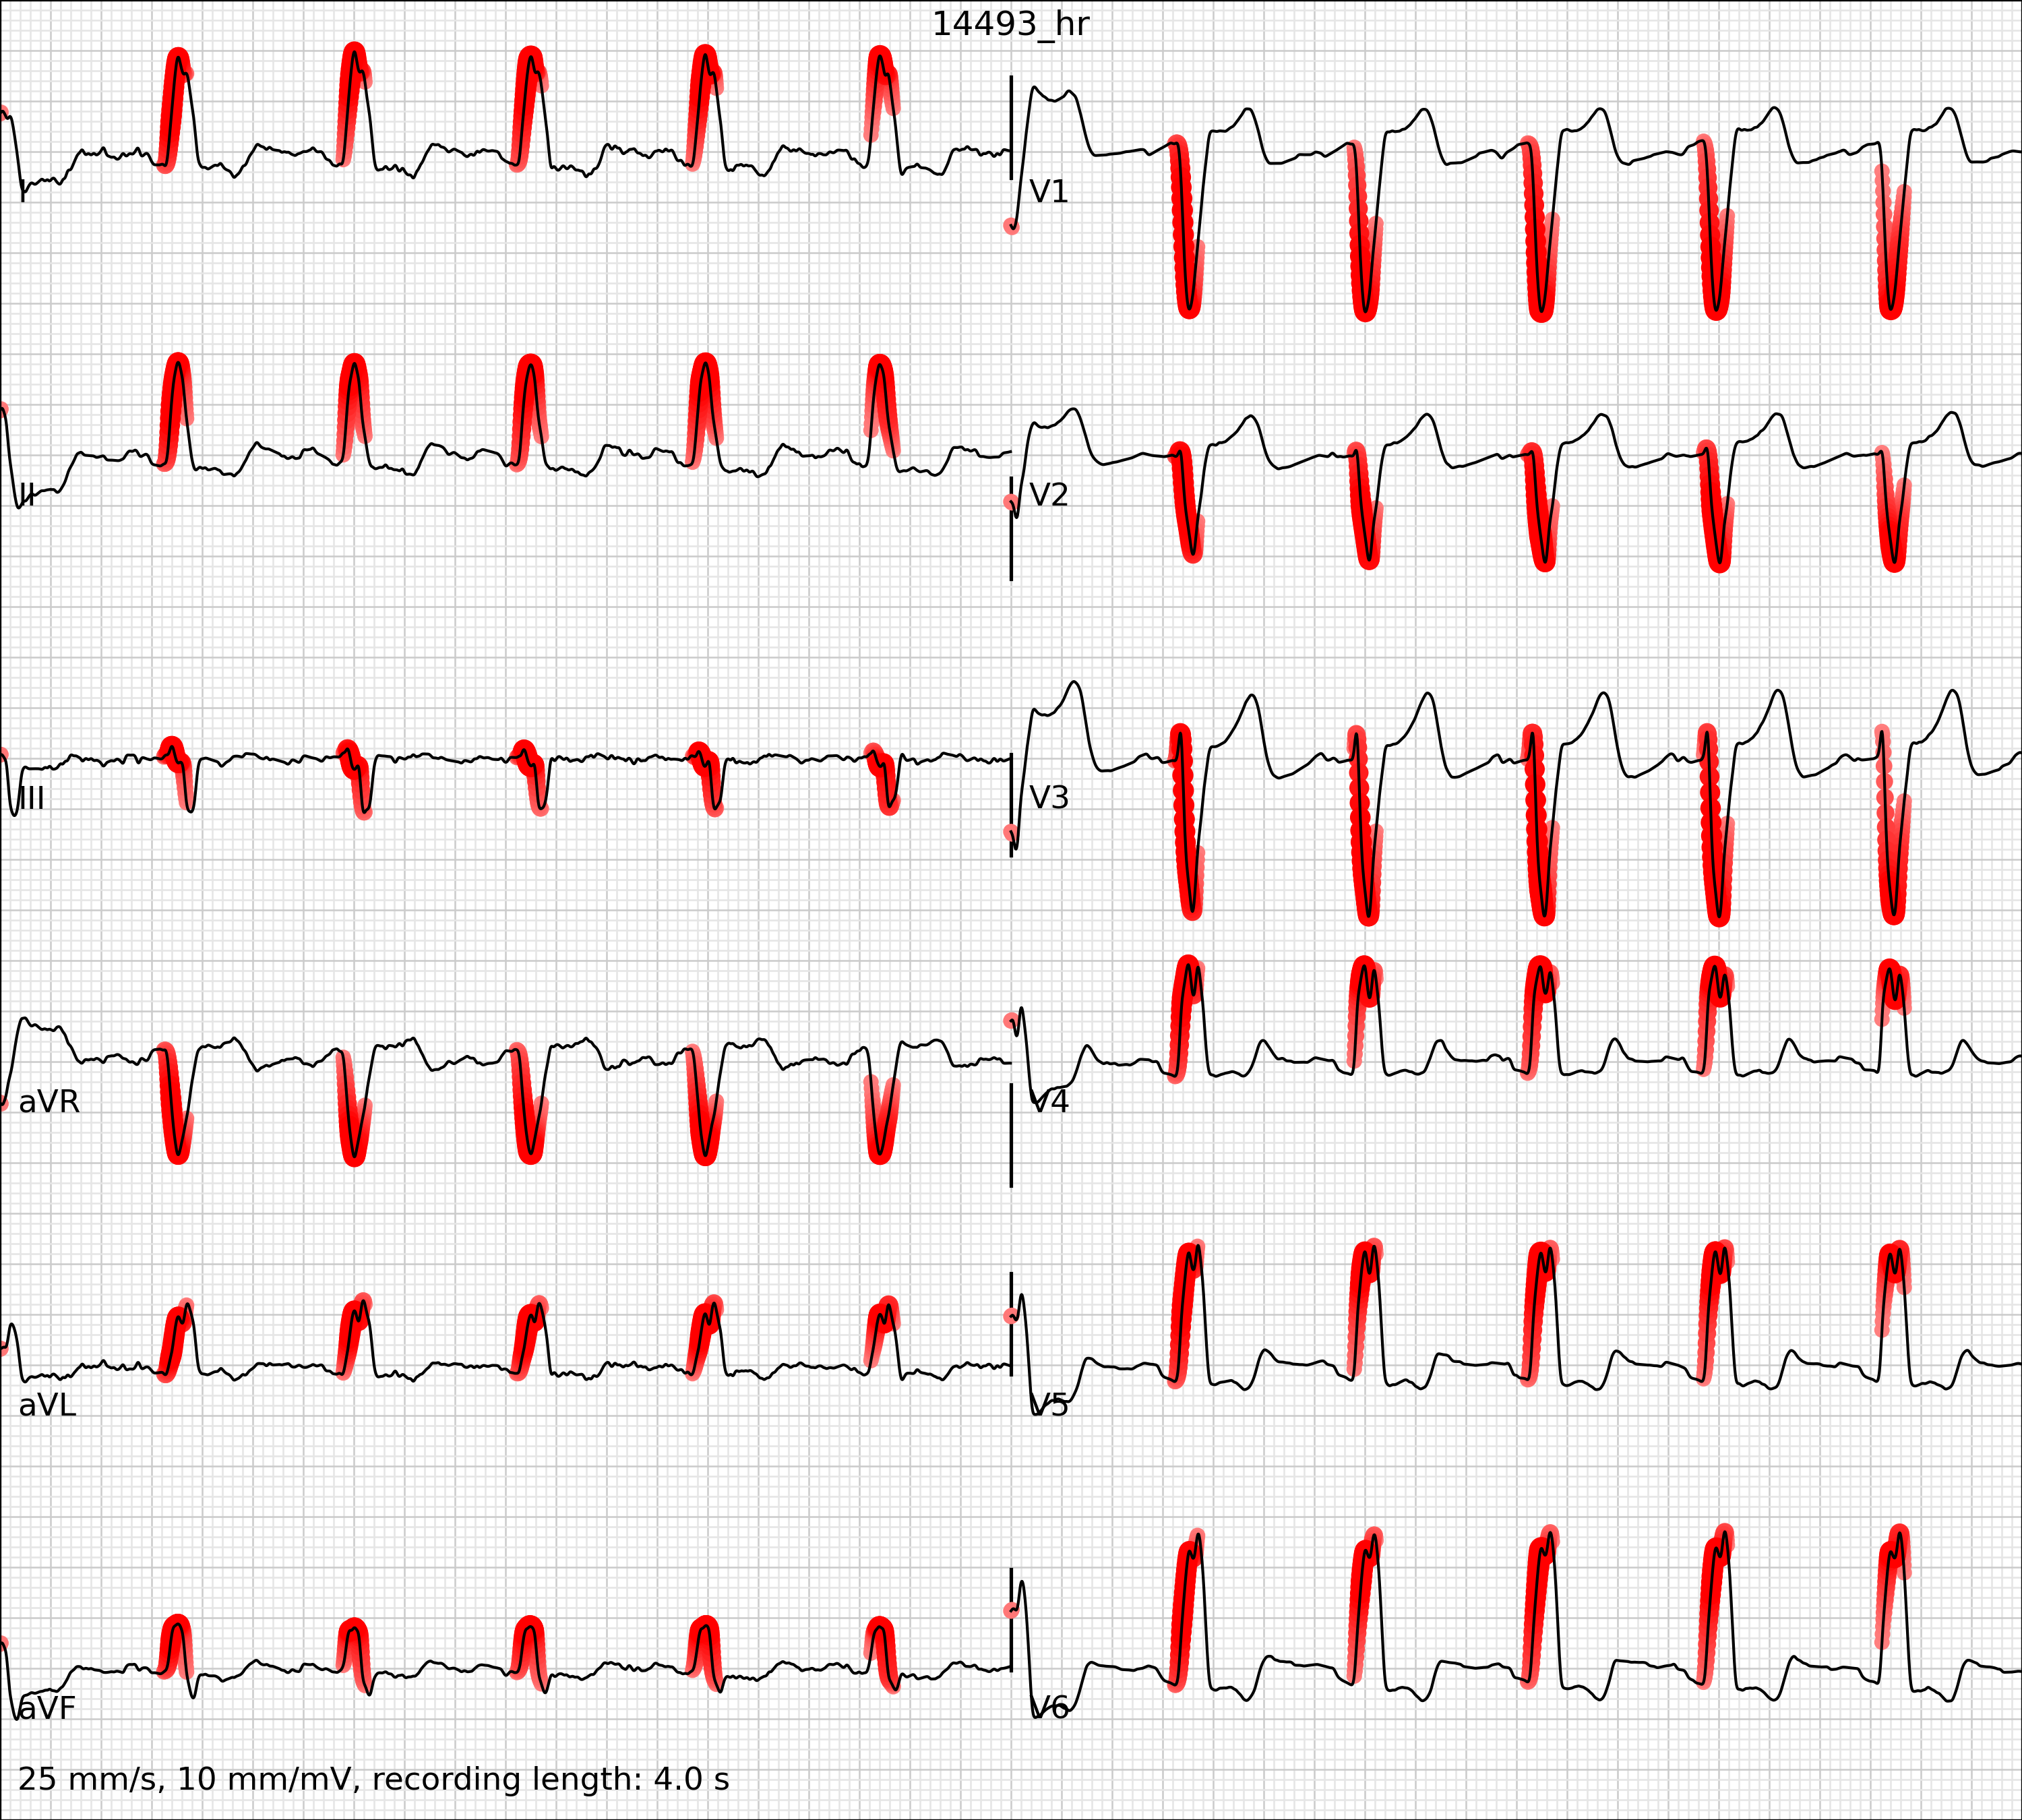 14493_hr
I
V1
II
V2
III
V3
aVR
V4
aVL
V5
aVF
V6
25 mm/s, 10 mm/mV, recording length: 4.0 s